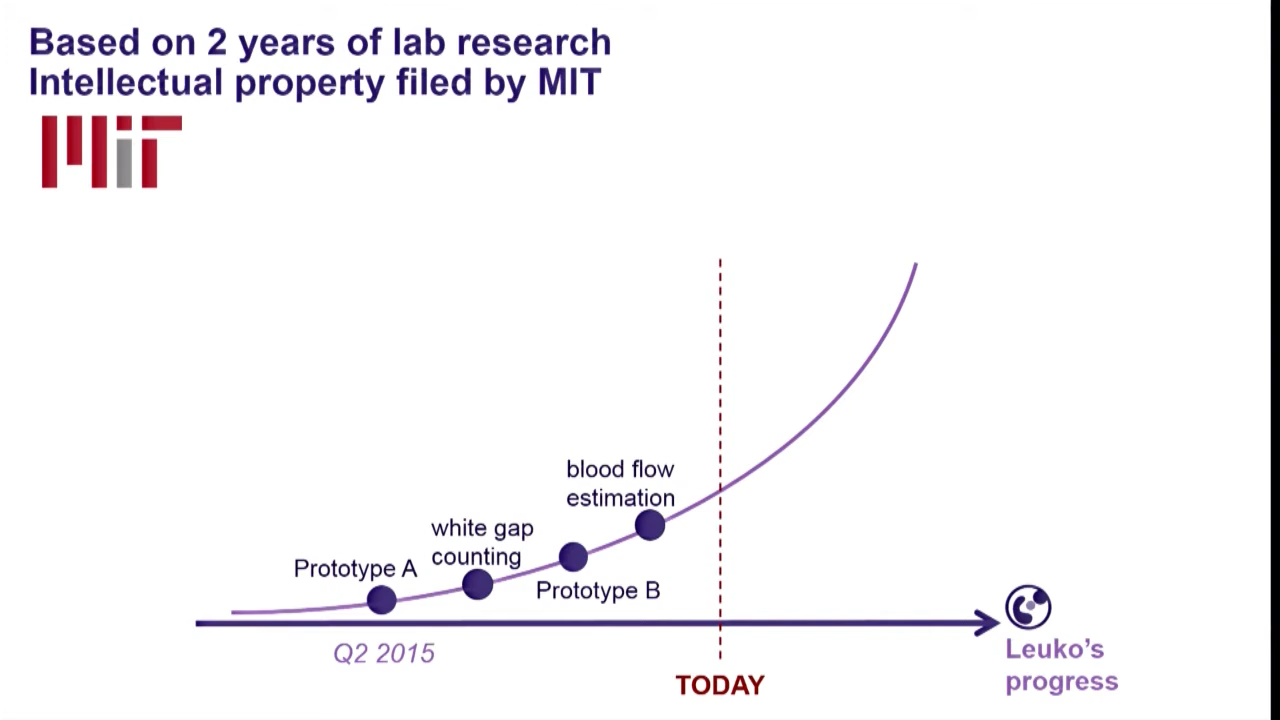 Based on 2 years of lab research
Intellectual property filed by MIT
MIT
blood flow
estimation
white gap
counting
Prototype A
Prototype B
Q2 2015
TODAY
Leuko's
progress